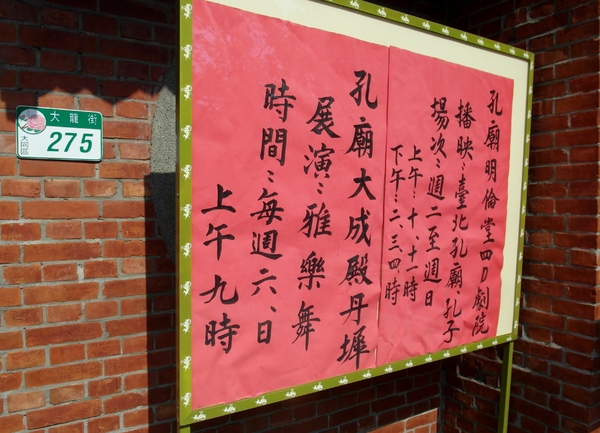 大龍街
大同區
275
孔廟明倫堂四D劇院
播映：臺北孔廟孔子
場次：週二至週日
上午：十、十一時
下午：二、三、四時
孔廟大成殿丹墀
展演：雅樂舞
時間：每週六、日
上午九時